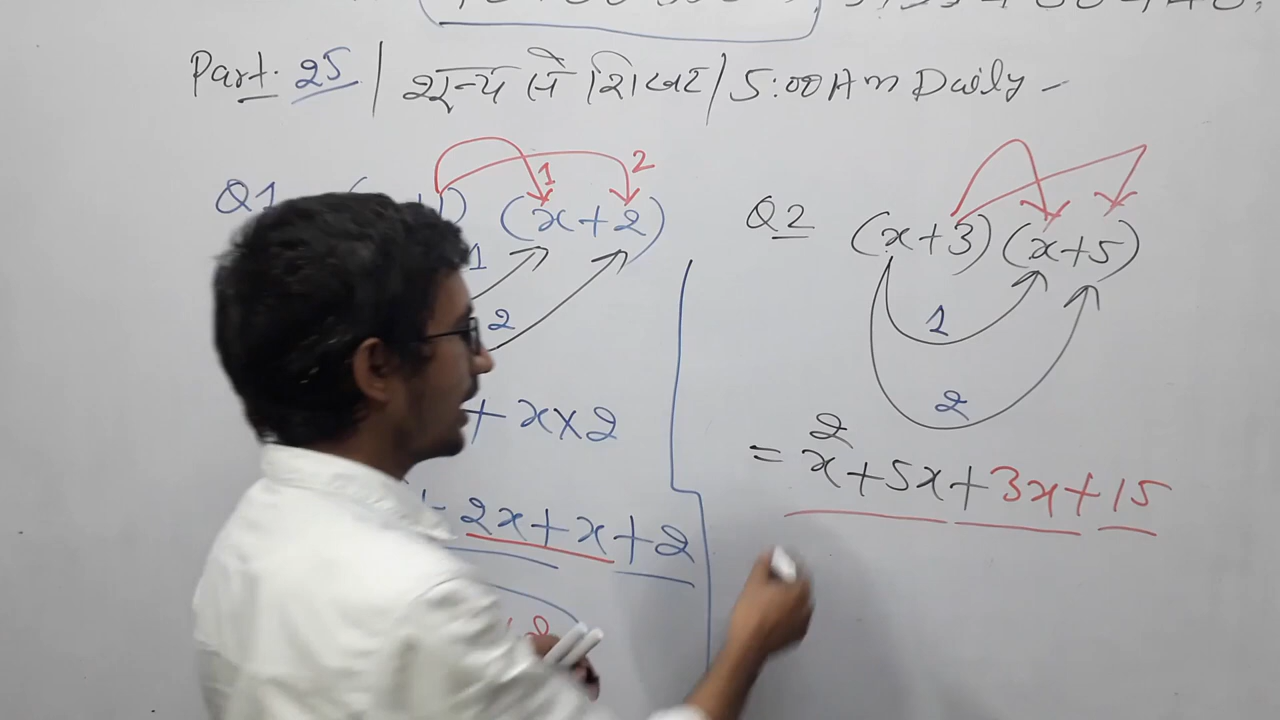 Part. 25 | शून्य से शिखर | 5:00 Am Daily -
Q1 (x+2)
1 2
1
2
+ x×2
2x + x + 2
Q2 (x+3)(x+5)
1
2
= x² + 5x + 3x + 15